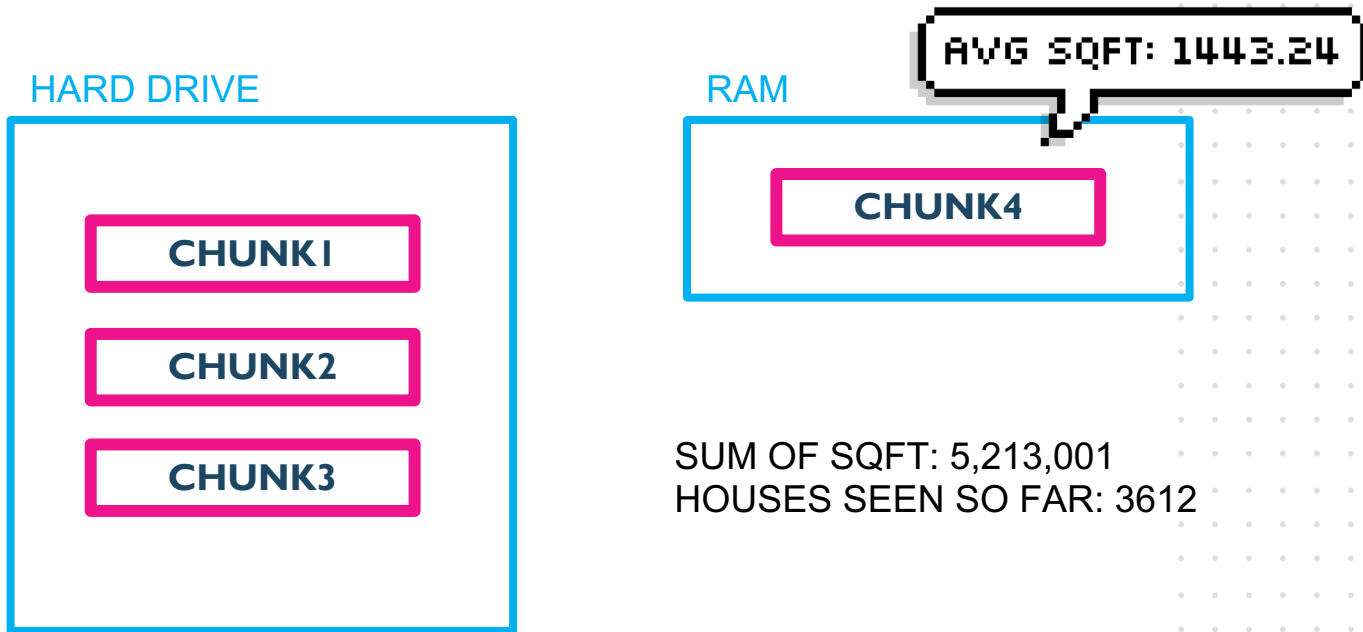 AVG SQFT: 1443.24
HARD DRIVE
RAM
CHUNK1
CHUNK2
CHUNK3
CHUNK4
SUM OF SQFT: 5,213,001
HOUSES SEEN SO FAR: 3612